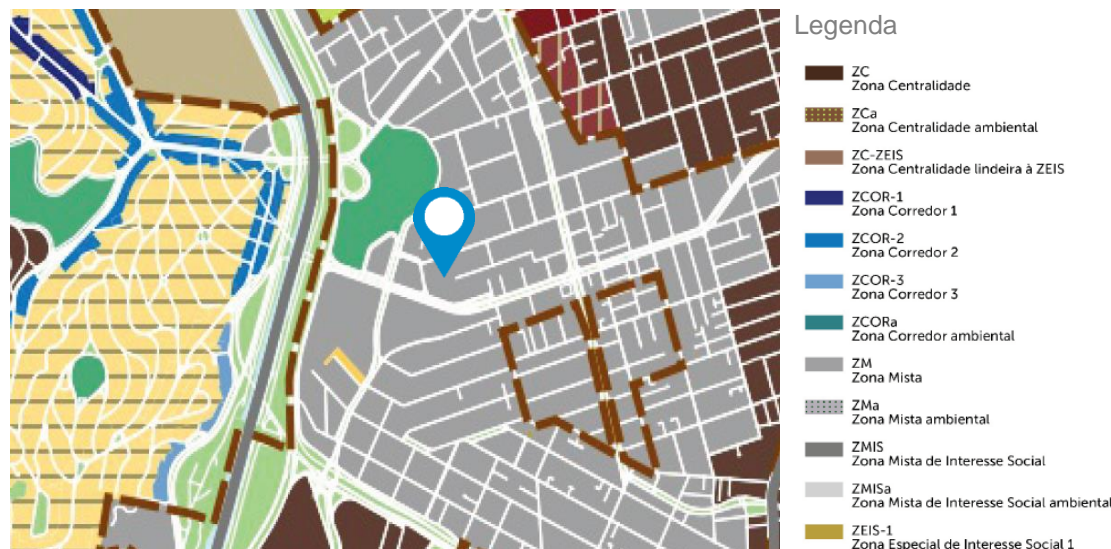 Legenda
ZC
Zona Centralidade
ZCa
Zona Centralidade ambiental
ZC-ZEIS
Zona Centralidade lindeira à ZEIS
ZCOR-1
Zona Corredor 1
ZCOR-2
Zona Corredor 2
ZCOR-3
Zona Corredor 3
ZCORa
Zona Corredor ambiental
ZM
Zona Mista
ZMa
Zona Mista ambiental
ZMIS
Zona Mista de Interesse Social
ZMISa
Zona Mista de Interesse Social ambiental
ZEIS-1
Zona Especial de Interesse Social 1